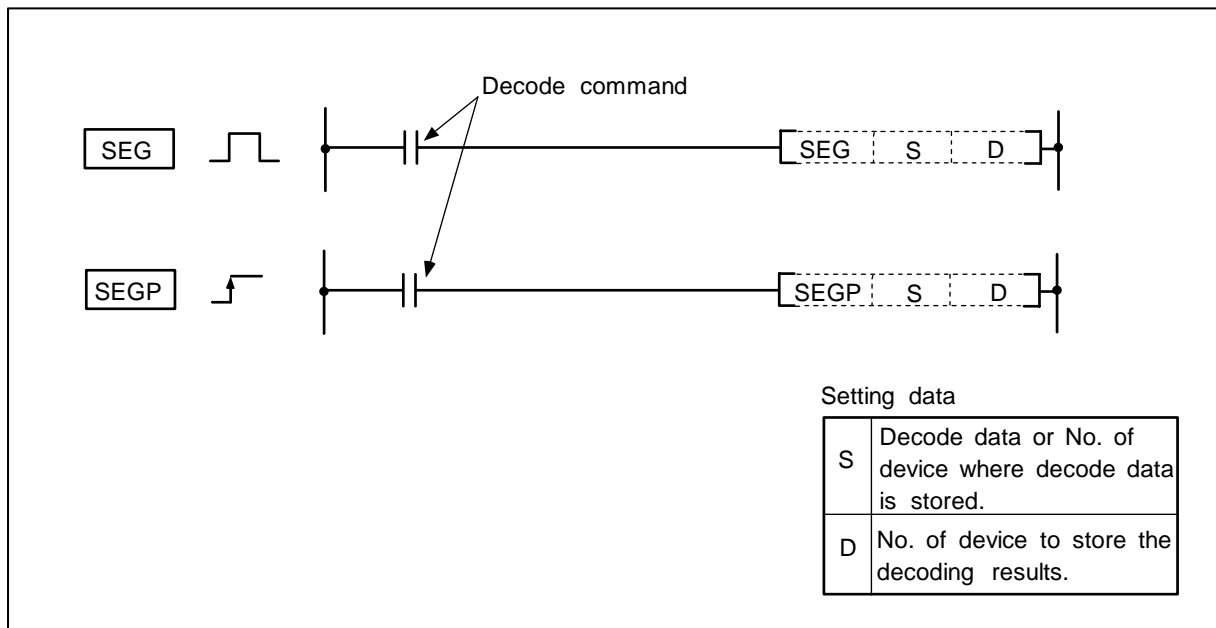 Decode command
SEG
SEG S D
SEGP
SEGP S D
Setting data
S
Decode data or No. of
device where decode data
is stored.
D
No. of device to store the
decoding results.